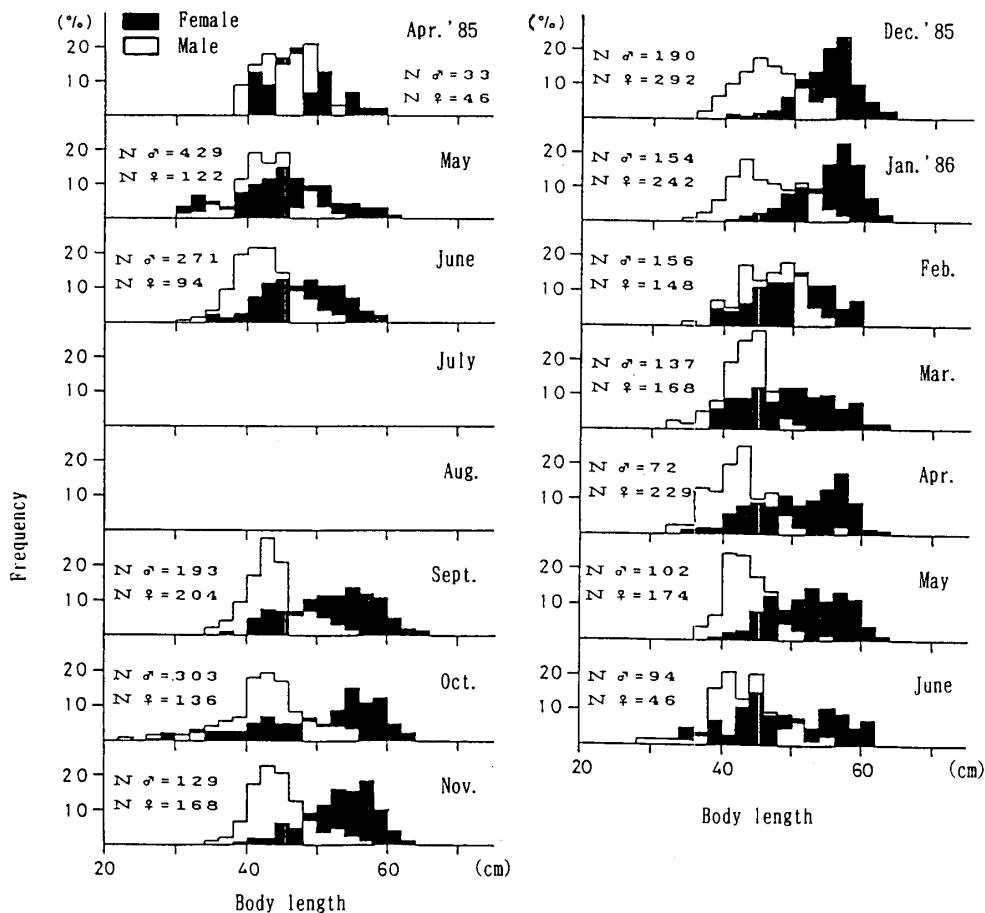 (%)
Female
Male
Apr.'85
20
10
N ♂=33
N ♀=46
May
20
10
N ♂=429
N ♀=122
June
20
10
N ♂=271
N ♀=94
July
20
10
Aug.
20
10
Sept.
20
10
N ♂=193
N ♀=204
Oct.
20
10
N ♂=303
N ♀=136
Nov.
20
10
N ♂=129
N ♀=168
20 40 60 (cm)
Body length
Frequency
(%)
Dec.'85
20
10
N ♂=190
N ♀=292
Jan.'86
20
10
N ♂=154
N ♀=242
Feb.
20
10
N ♂=156
N ♀=148
Mar.
20
10
N ♂=137
N ♀=168
Apr.
20
10
N ♂=72
N ♀=229
May
20
10
N ♂=102
N ♀=174
June
20
10
N ♂=94
N ♀=46
20 40 60 (cm)
Body length